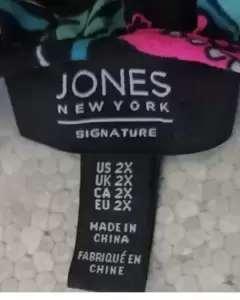 JONES
NEW YORK
SIGNATURE
US 2X
UK 2X
CA 2X
EU 2X
MADE IN
CHINA
FABRIQUÉ EN
CHINE